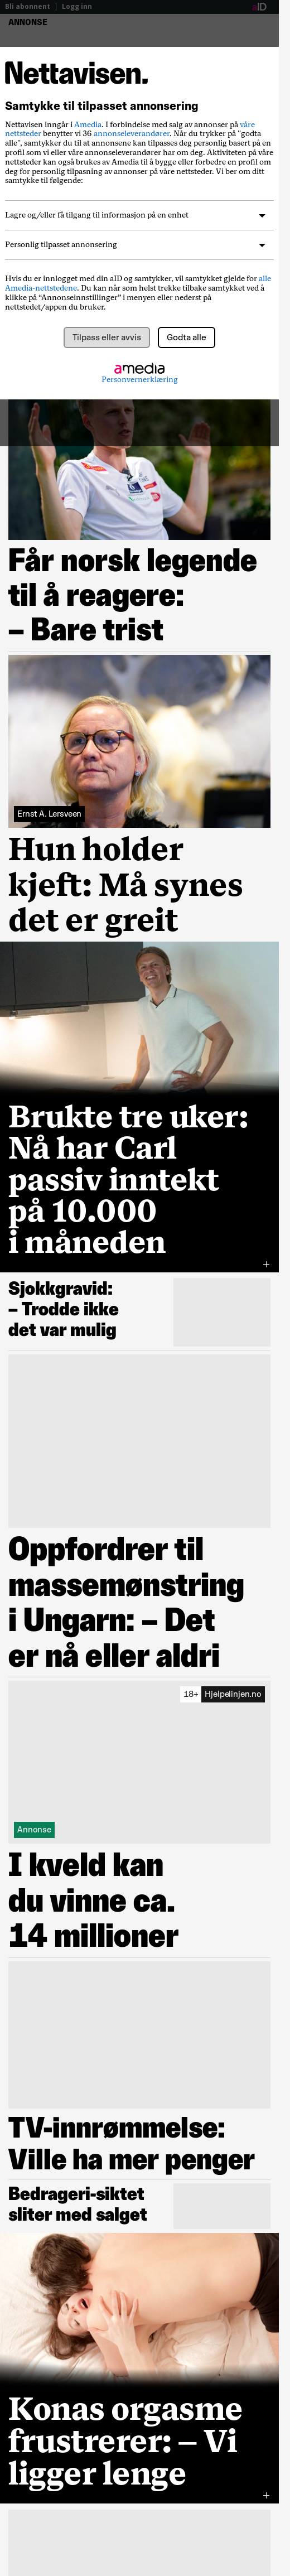 Bli abonnent | Logg inn
aID
ANNONSE
Nettavisen.
Samtykke til tilpasset annonsering
Nettavisen inngår i Amedia. I forbindelse med salg av annonser på våre
nettsteder benytter vi 36 annonseleverandører. Når du trykker på "godta
alle", samtykker du til at annonsene kan tilpasses deg personlig basert på en
profil som vi eller våre annonseleverandører har om deg. Aktiviteten på våre
nettsteder kan også brukes av Amedia til å bygge eller forbedre en profil om
deg for personlig tilpasning av annonser på våre nettsteder. Vi ber om ditt
samtykke til følgende:
Lagre og/eller få tilgang til informasjon på en enhet
Personlig tilpasset annonsering
Hvis du er innlogget med din aID og samtykker, vil samtykket gjelde for alle
Amedia-nettstedene. Du kan når som helst trekke tilbake samtykket ved å
klikke på “Annonseinnstillinger” i menyen eller nederst på
nettstedet/appen du bruker.
Tilpass eller avvis
Godta alle
amedia
Personvernerklæring
Får norsk legende
til å reagere:
– Bare trist
Ernst A. Lersveen
Hun holder
kjeft: Må synes
det er greit
Brukte tre uker:
Nå har Carl
passiv inntekt
på 10.000
i måneden
Sjokkgravid:
– Trodde ikke
det var mulig
Oppfordrer til
massemønstring
i Ungarn: – Det
er nå eller aldri
18+ Hjelpelinjen.no
Annonse
I kveld kan
du vinne ca.
14 millioner
TV-innrømmelse:
Ville ha mer penger
Bedrageri-siktet
sliter med salget
Konas orgasme
frustrerer: – Vi
ligger lenge